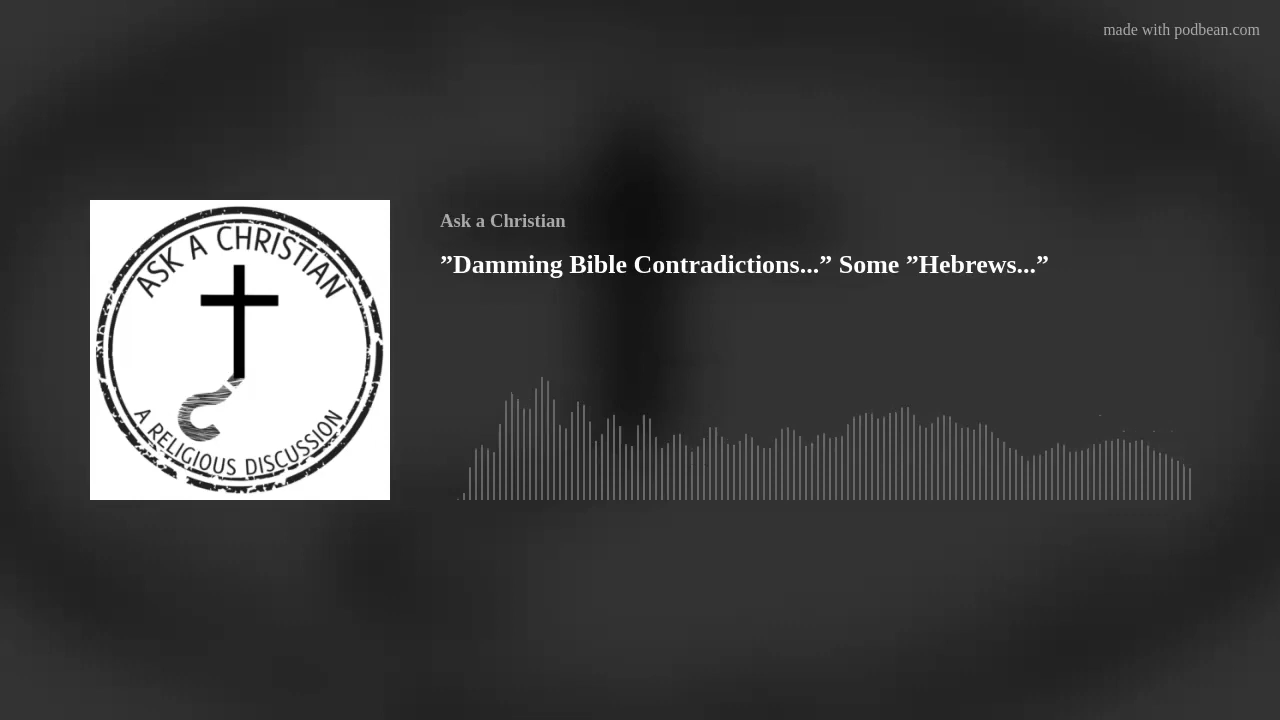 made with podbean.com
ASK A CHRISTIAN
A RELIGIOUS DISCUSSION
Ask a Christian
”Damming Bible Contradictions...” Some ”Hebrews...”